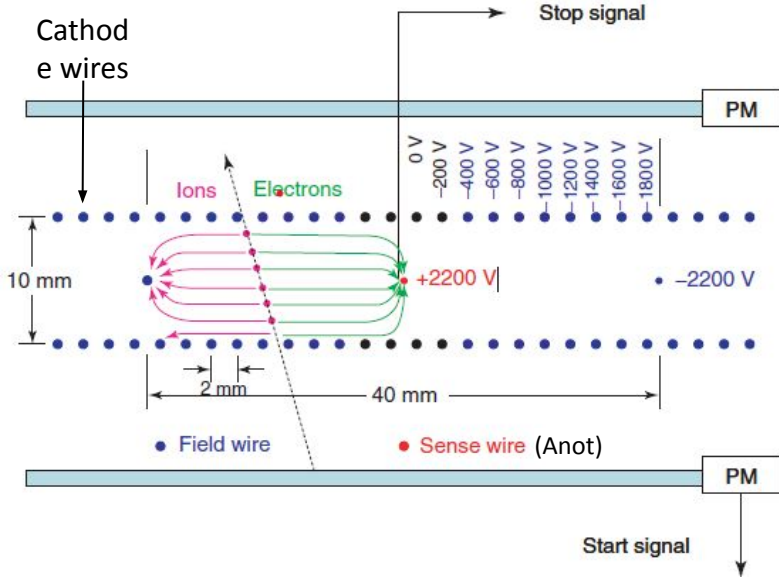 Stop signal
Cathod
e wires
PM
0 V
–200 V
–400 V
–600 V
–800 V
–1000 V
–1200 V
–1400 V
–1600 V
–1800 V
Ions
Electrons
10 mm
+2200 V
–2200 V
2 mm
40 mm
Field wire
Sense wire (Anot)
PM
Start signal